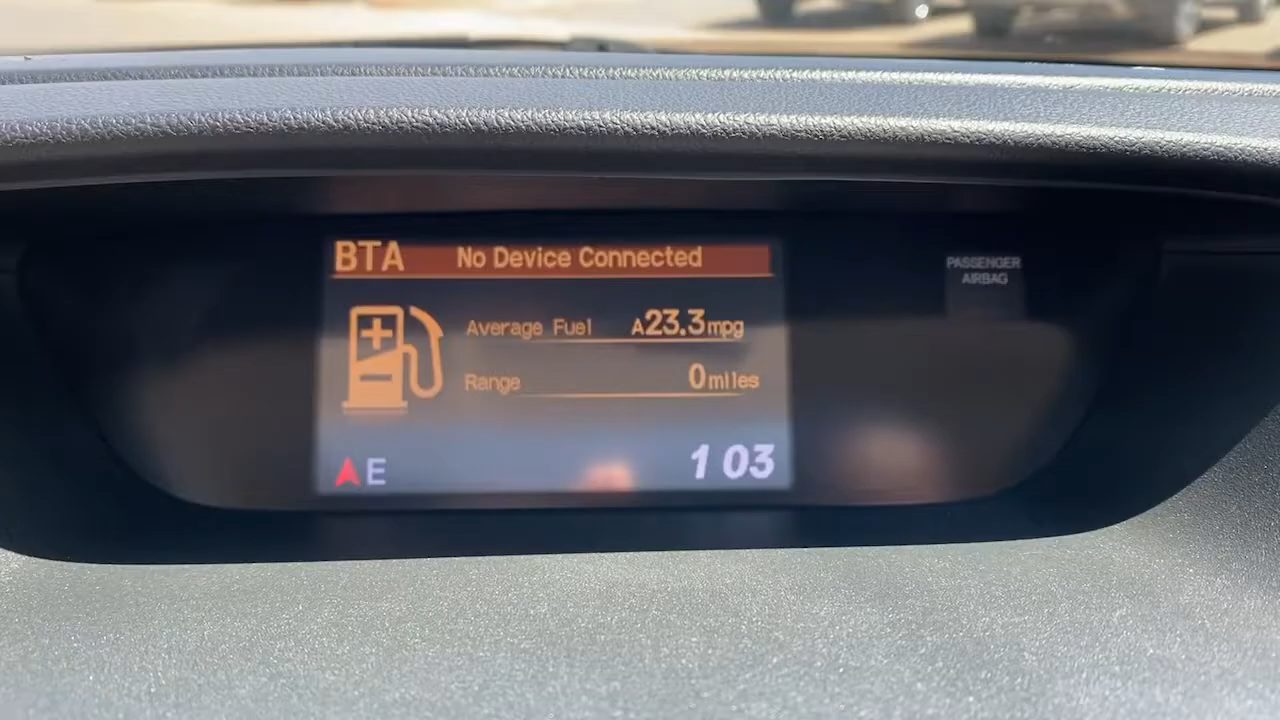 BTA No Device Connected
PASSENGER
AIRBAG
Average Fuel A23.3mpg
Range 0miles
E 1 03